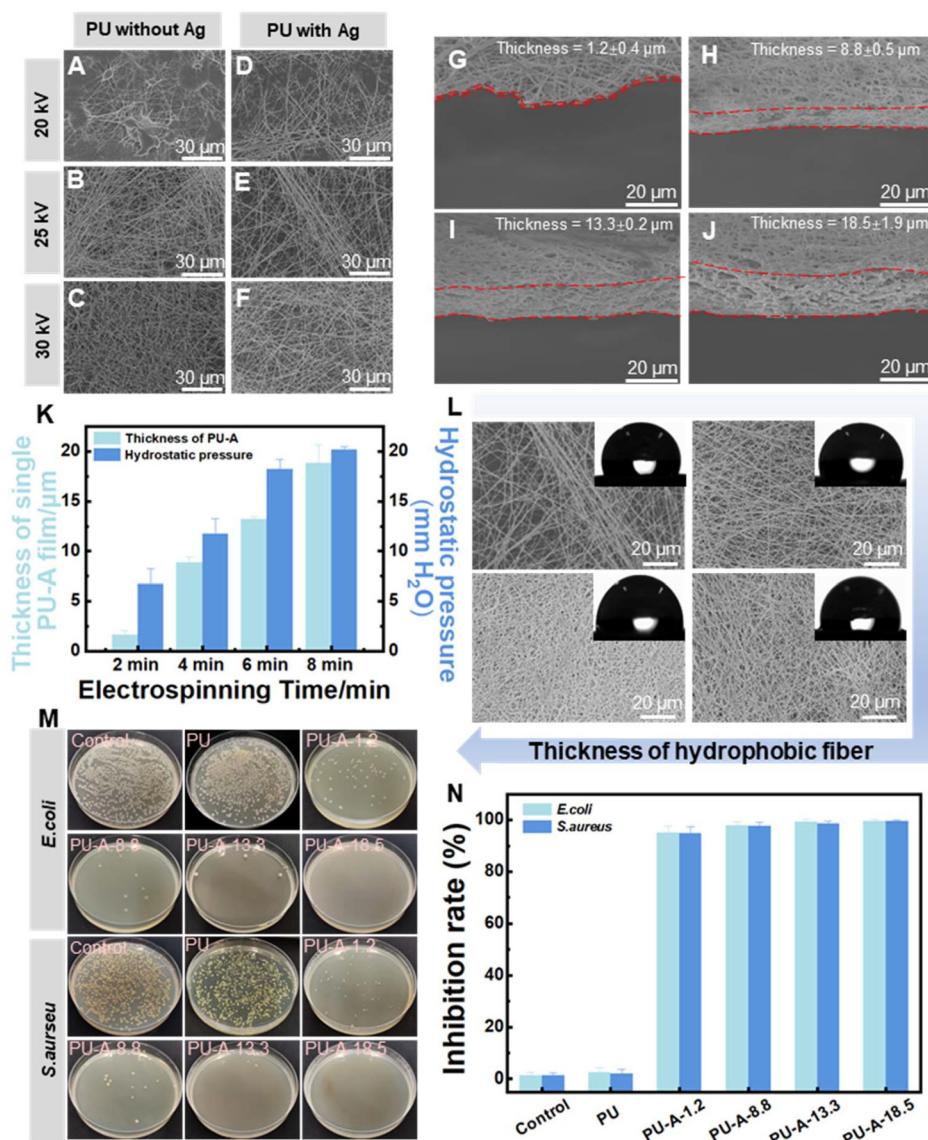 PU without Ag
PU with Ag
20 kV
25 kV
30 kV
A
30 µm
D
30 µm
B
30 µm
E
30 µm
C
30 µm
F
30 µm
G
Thickness = 1.2±0.4 µm
20 µm
H
Thickness = 8.8±0.5 µm
20 µm
I
Thickness = 13.3±0.2 µm
20 µm
J
Thickness = 18.5±1.9 µm
20 µm
K
Thickness of PU-A
Hydrostatic pressure
Thickness of single
PU-A film/µm
20
15
10
5
0
20
15
10
5
0
Hydrostatic pressure
(mm H₂O)
2 min 4 min 6 min 8 min
Electrospinning Time/min
L
20 µm
20 µm
20 µm
20 µm
Thickness of hydrophobic fiber
M
E.coli
Control
PU
PU-A-1.2
PU-A-8.8
PU-A-13.3
PU-A-18.5
S.aurseu
Control
PU
PU-A-1.2
PU-A-8.8
PU-A-13.3
PU-A-18.5
N
E.coli
S.aureus
Inhibition rate (%)
100
80
60
40
20
0
Control PU PU-A-1.2 PU-A-8.8 PU-A-13.3 PU-A-18.5